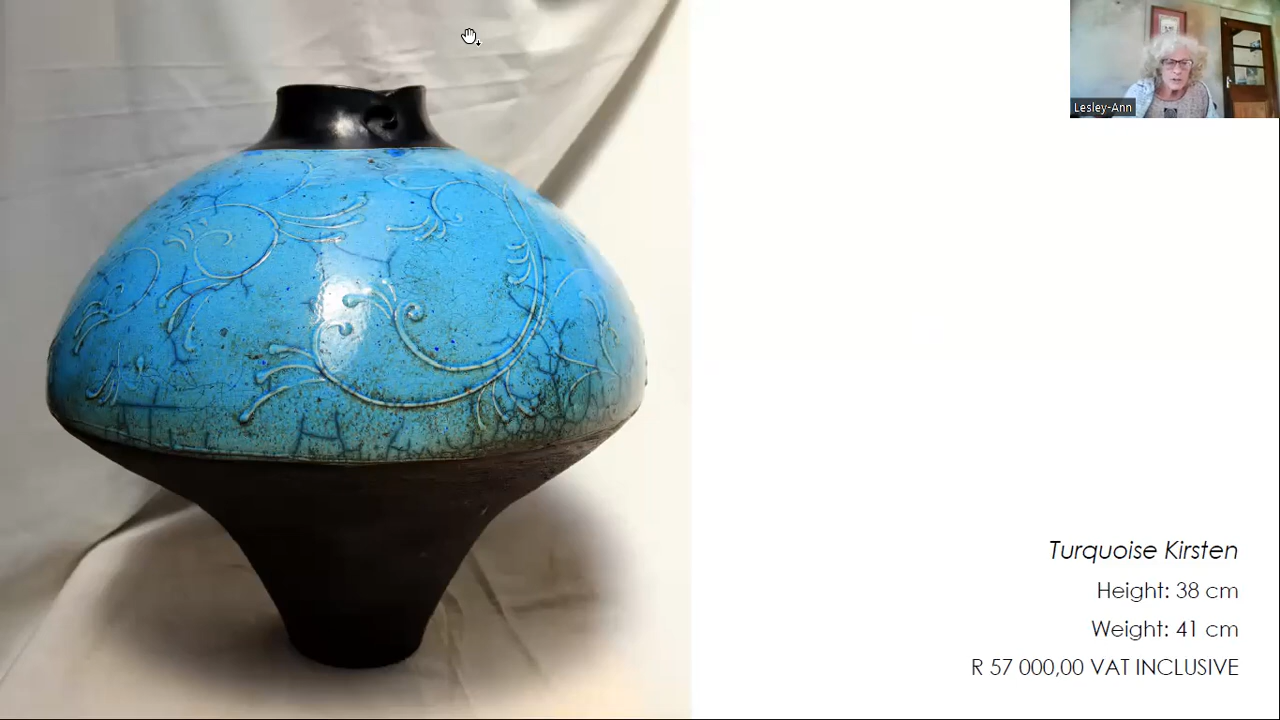 Lesley-Ann
Turquoise Kirsten
Height: 38 cm
Weight: 41 cm
R 57 000,00 VAT INCLUSIVE